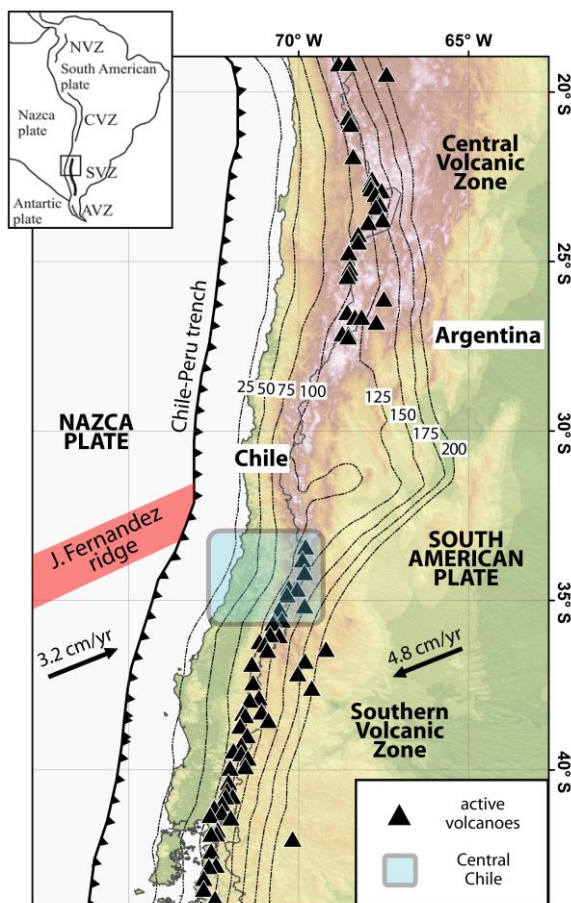 NVZ
South American
plate
Nazca
plate
CVZ
SVZ
Antartic
plate
AVZ
70° W
65° W
20° S
25° S
30° S
35° S
40° S
Central
Volcanic
Zone
Chile-Peru trench
Argentina
25 50 75 100
125
150
175
200
NAZCA
PLATE
Chile
J. Fernandez
ridge
SOUTH
AMERICAN
PLATE
3.2 cm/yr
4.8 cm/yr
Southern
Volcanic
Zone
active
volcanoes
Central
Chile